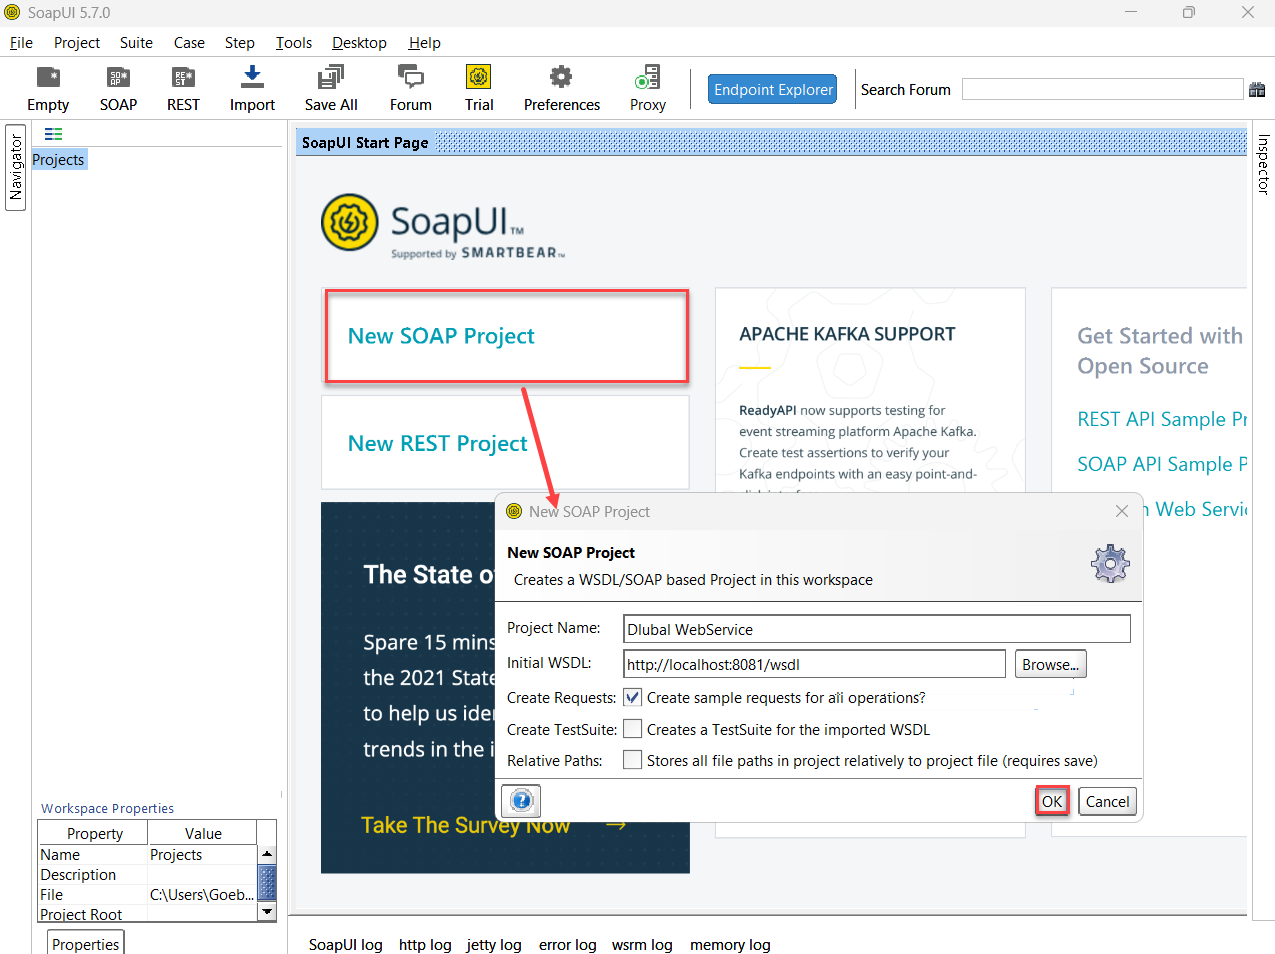 SoapUI 5.7.0
File Project Suite Case Step Tools Desktop Help
Empty SOAP REST Import Save All Forum Trial Preferences Proxy Endpoint Explorer Search Forum
Navigator
Projects
SoapUI Start Page
Inspector
SoapUI™
Supported by SMARTBEAR™
New SOAP Project
New REST Project
APACHE KAFKA SUPPORT
ReadyAPI now supports testing for
event streaming platform Apache Kafka.
Create test assertions to verify your
Kafka endpoints with an easy point-and-
Get Started with
Open Source
REST API Sample Pr
SOAP API Sample P
Web Servic
The State o
Spare 15 mins
the 2021 State
to help us iden
trends in the i
Take The Survey Now →
New SOAP Project
New SOAP Project
Creates a WSDL/SOAP based Project in this workspace
Project Name: Dlubal WebService
Initial WSDL: http://localhost:8081/wsdl Browse...
Create Requests: Create sample requests for all operations?
Create TestSuite: Creates a TestSuite for the imported WSDL
Relative Paths: Stores all file paths in project relatively to project file (requires save)
OK Cancel
Workspace Properties
Property Value
Name Projects
Description
File C:\Users\Goeb...
Project Root
Properties
SoapUI log http log jetty log error log wsrm log memory log